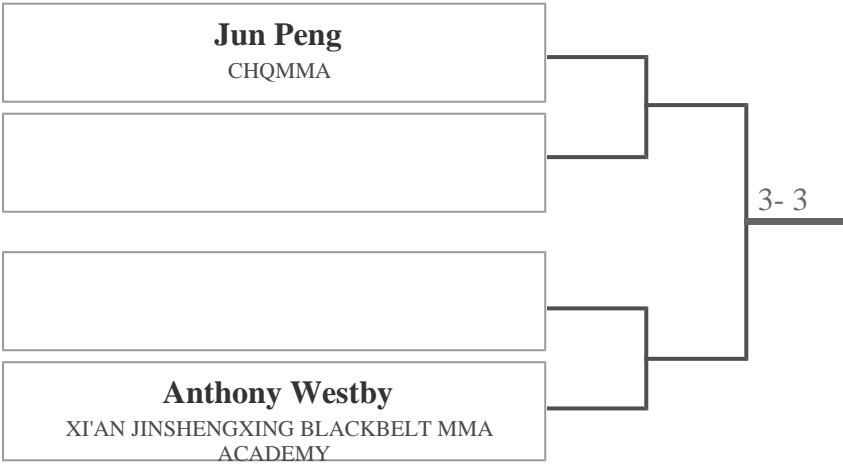 Jun Peng
CHQMMA
3- 3
Anthony Westby
XI'AN JINSHENGXING BLACKBELT MMA
ACADEMY